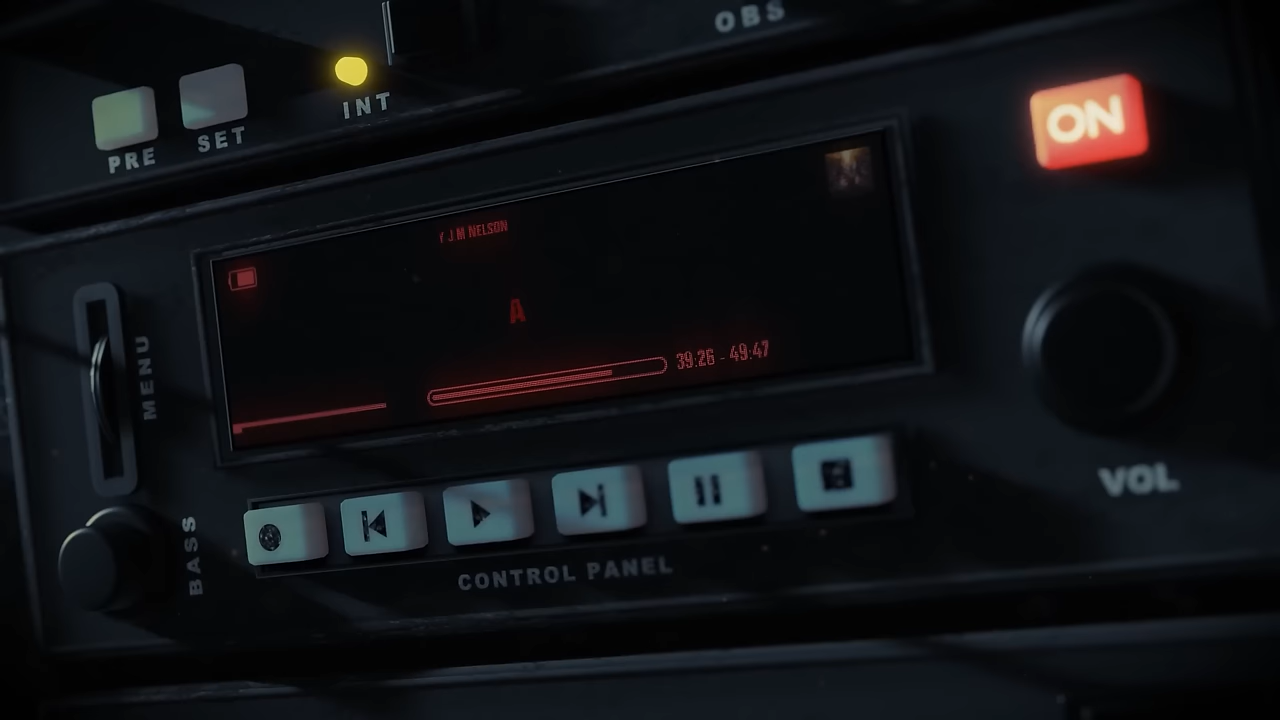 OBS
INT
PRE
SET
ON
Y J M NELSON
A
39:26 - 49:47
MENU
VOL
BASS
CONTROL PANEL